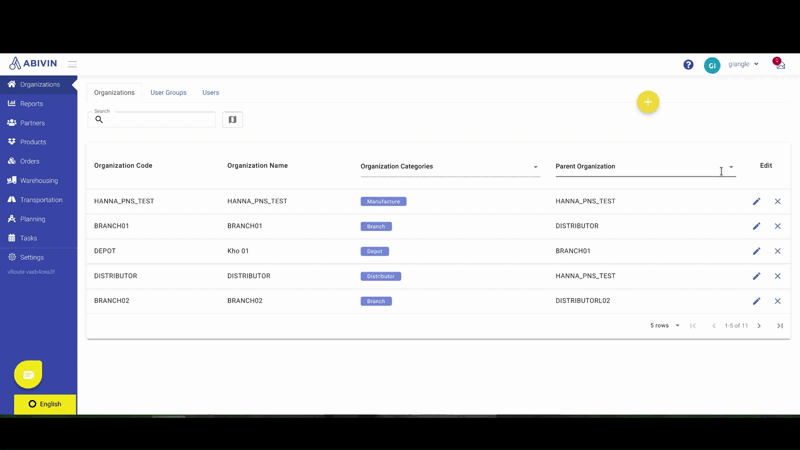 ABIVIN
GI
giangle
Organizations
Reports
Partners
Products
Orders
Warehousing
Transportation
Planning
Tasks
Settings
English
Organizations User Groups Users
Search
Organization Code Organization Name Organization Categories Parent Organization Edit
HANNA_PNS_TEST HANNA_PNS_TEST Manufacture HANNA_PNS_TEST
BRANCH01 BRANCH01 Branch DISTRIBUTOR
DEPOT Kho 01 Depot BRANCH01
DISTRIBUTOR DISTRIBUTOR Distributor HANNA_PNS_TEST
BRANCH02 BRANCH02 Branch DISTRIBUTORL02
5 rows 1-5 of 11